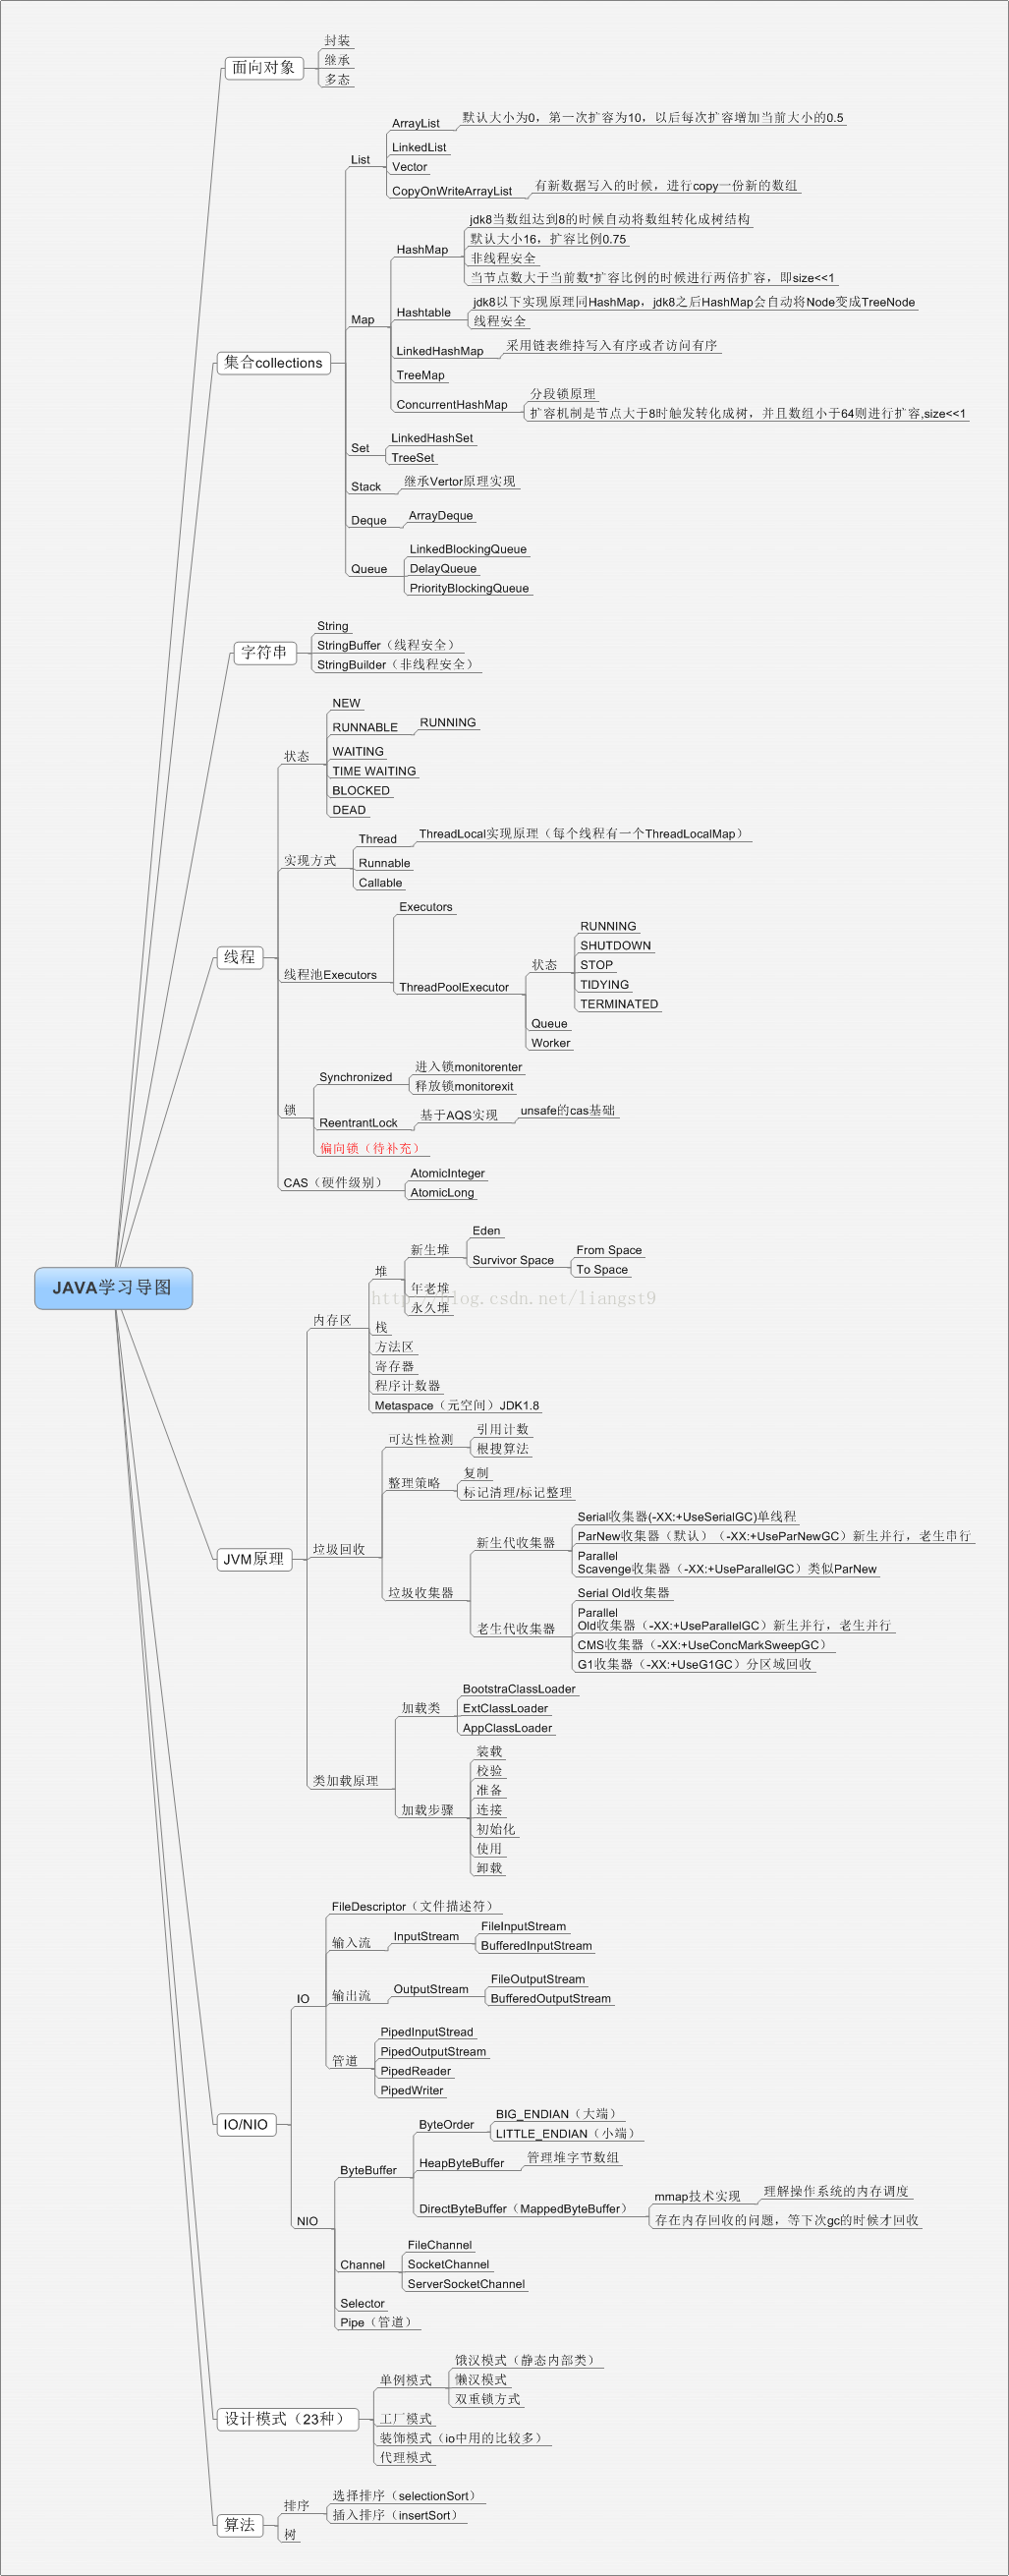 JAVA学习导图
面向对象
封装
继承
多态
集合collections
List
ArrayList
默认大小为0，第一次扩容为10，以后每次扩容增加当前大小的0.5
LinkedList
Vector
CopyOnWriteArrayList
有新数据写入的时候，进行copy一份新的数组
Map
HashMap
jdk8当数组达到8的时候自动将数组转化成树结构
默认大小16，扩容比例0.75
非线程安全
当节点数大于当前数*扩容比例的时候进行两倍扩容，即size<<1
Hashtable
jdk8以下实现原理同HashMap，jdk8之后HashMap会自动将Node变成TreeNode
线程安全
LinkedHashMap
采用链表维持写入有序或者访问有序
TreeMap
ConcurrentHashMap
分段锁原理
扩容机制是节点大于8时触发转化成树，并且数组小于64则进行扩容,size<<1
Set
LinkedHashSet
TreeSet
Stack
继承Vertor原理实现
Deque
ArrayDeque
Queue
LinkedBlockingQueue
DelayQueue
PriorityBlockingQueue
字符串
String
StringBuffer（线程安全）
StringBuilder（非线程安全）
线程
状态
NEW
RUNNABLE
RUNNING
WAITING
TIME WAITING
BLOCKED
DEAD
实现方式
Thread
ThreadLocal实现原理（每个线程有一个ThreadLocalMap）
Runnable
Callable
线程池Executors
Executors
ThreadPoolExecutor
状态
RUNNING
SHUTDOWN
STOP
TIDYING
TERMINATED
Queue
Worker
锁
Synchronized
进入锁monitorenter
释放锁monitorexit
ReentrantLock
基于AQS实现
unsafe的cas基础
偏向锁（待补充）
CAS（硬件级别）
AtomicInteger
AtomicLong
JVM原理
内存区
堆
新生堆
Eden
Survivor Space
From Space
To Space
年老堆
永久堆
栈
方法区
寄存器
程序计数器
Metaspace（元空间）JDK1.8
垃圾回收
可达性检测
引用计数
根搜算法
整理策略
复制
标记清理/标记整理
垃圾收集器
新生代收集器
Serial收集器(-XX:+UseSerialGC)单线程
ParNew收集器（默认）（-XX:+UseParNewGC）新生并行，老生串行
Parallel
Scavenge收集器（-XX:+UseParallelGC）类似ParNew
老生代收集器
Serial Old收集器
Parallel
Old收集器（-XX:+UseParallelGC）新生并行，老生并行
CMS收集器（-XX:+UseConcMarkSweepGC）
G1收集器（-XX:+UseG1GC）分区域回收
类加载原理
加载类
BootstraClassLoader
ExtClassLoader
AppClassLoader
加载步骤
装载
校验
准备
连接
初始化
使用
卸载
IO/NIO
IO
FileDescriptor（文件描述符）
输入流
InputStream
FileInputStream
BufferedInputStream
输出流
OutputStream
FileOutputStream
BufferedOutputStream
管道
PipedInputStread
PipedOutputStream
PipedReader
PipedWriter
NIO
ByteBuffer
ByteOrder
BIG_ENDIAN（大端）
LITTLE_ENDIAN（小端）
HeapByteBuffer
管理堆字节数组
DirectByteBuffer（MappedByteBuffer）
mmap技术实现
理解操作系统的内存调度
存在内存回收的问题，等下次gc的时候才回收
Channel
FileChannel
SocketChannel
ServerSocketChannel
Selector
Pipe（管道）
设计模式（23种）
单例模式
饿汉模式（静态内部类）
懒汉模式
双重锁方式
工厂模式
装饰模式（io中用的比较多）
代理模式
算法
排序
选择排序（selectionSort）
插入排序（insertSort）
树
http://blog.csdn.net/liangst9